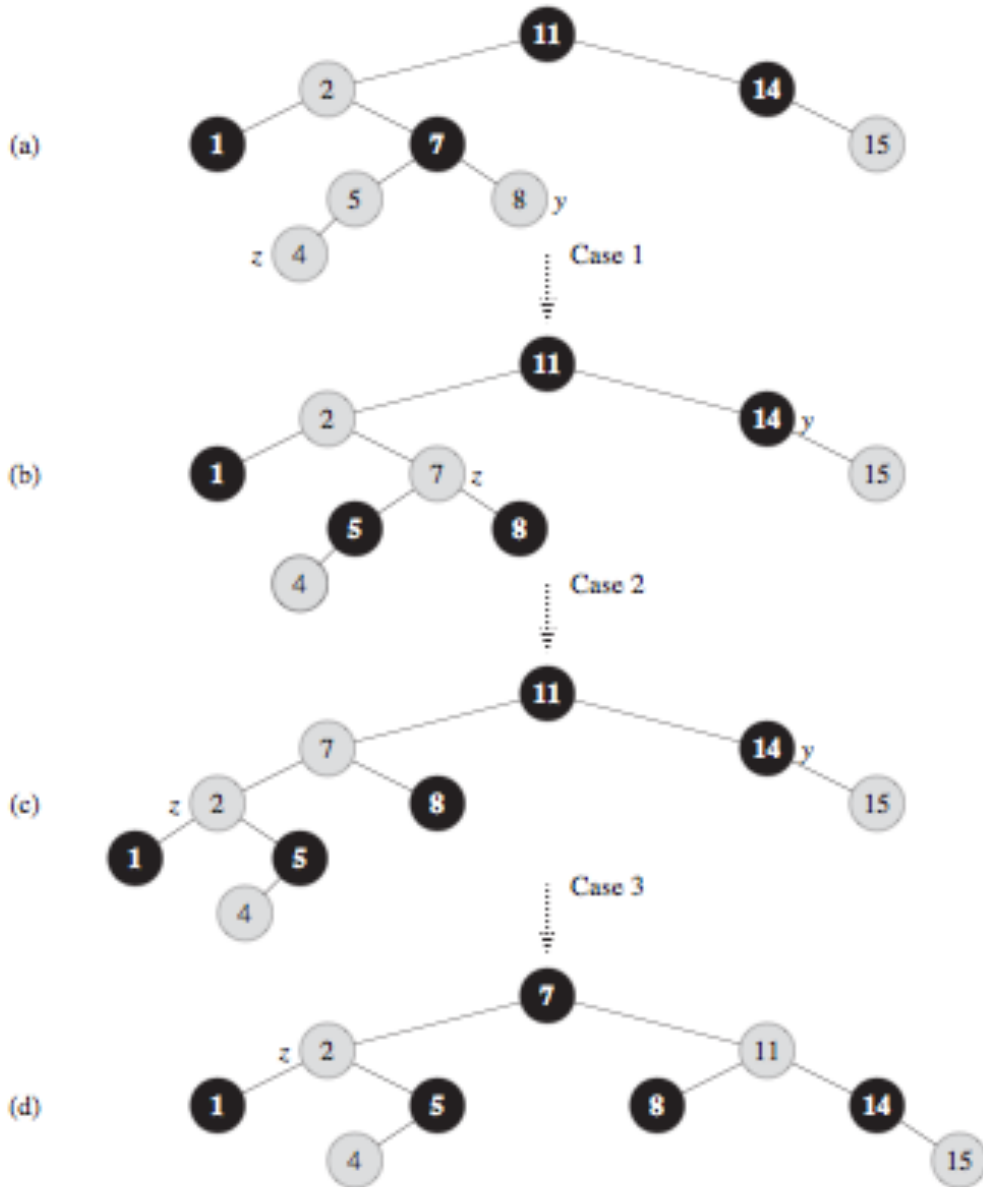 11
2 14
(a) 1 7 15
5 8 y
z 4 Case 1
11
2 14 y
(b) 1 7 z 15
5 8
4 Case 2
11
7 14 y
(c) z 2 8 15
1 5
4 Case 3
7
z 2 11
(d) 1 5 8 14
4 15